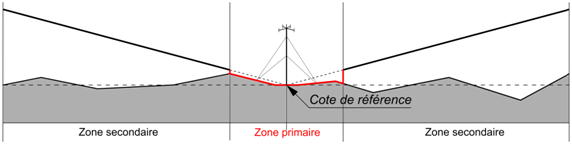 Cote de référence
Zone secondaire
Zone primaire
Zone secondaire